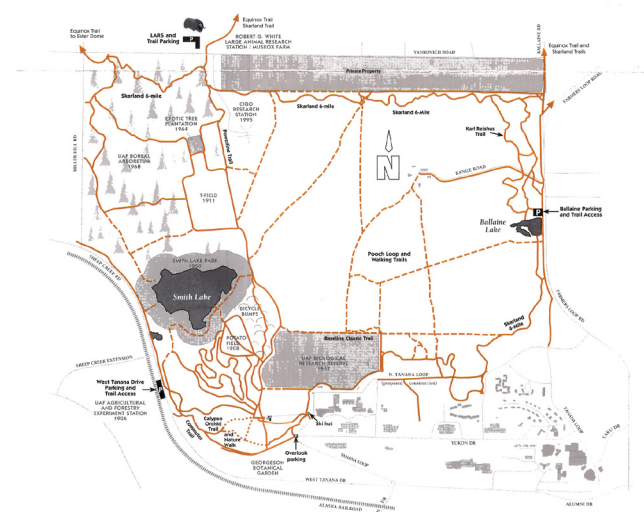 Equinox Trail
to Ester Dome
LARS and
Trail Parking
P
Equinox Trail
Skarland Trail
ROBERT G. WHITE
LARGE ANIMAL RESEARCH
STATION / MUSKOX FARM
YANKOVICH ROAD
BALLAINE RD
Equinox Trail and
Skarland Trails
Private Property
FARMERS LOOP ROAD
Skarland 6-mile
Skarland 6-mile
Skarland 6-Mile
CIBO
RESEARCH
STATION
1995
EXOTIC TREE
PLANTATION
1964
Karl Reishus
Trail
MILLER HILL RD
UAF BOREAL
ARBORETUM
1968
N
RANGE ROAD
T-FIELD
1911
P
Ballaine Parking
and Trail Access
Ballaine
Lake
SMITH LAKE PARK
Pooch Loop and
Walking Trails
SHEEP CREEK RD
Smith Lake
FARMERS LOOP RD
BICYCLE
BUMPS
Skarland
6-Mile
POTATO
FIELD
Baseline Classic Trail
UAF BIOLOGICAL
RESEARCH RESERVE
SHEEP CREEK EXTENSION
N. TANANA LOOP
(proposed construction)
West Tanana Drive
Parking and
Trail Access
UAF AGRICULTURAL
AND FORESTRY
EXPERIMENT STATION
1906
TANANA LOOP
Calypso
Orchid
Trail
and
Nature
Walk
Ski hut
Commuter
Trail
YUKON DR
Overlook
parking
GEORGESON
BOTANICAL
GARDEN
WEST TANANA DR
ALASKA RAILROAD
ALUMNI DR